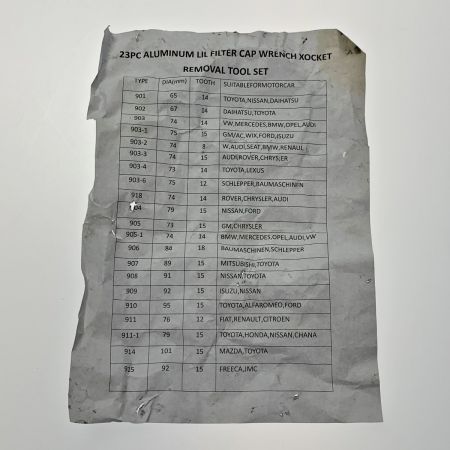 23PC ALUMINUM LIL FILTER CAP WRENCH XOCKET
REMOVAL TOOL SET
TYPE DIA(mm) TOOTH SUITABLEFORMOTORCAR
901 65 14 TOYOTA,NISSAN,DAIHATSU
902 67 14 DAIHATSU,TOYOTA
903 74 14 VW,MERCEDES,BMW,OPEL,AUDI
903-1 75 15 GM/AC,WIX,FORD,ISUZU
903-2 74 8 W,AUDI,SEAT,BMW,RENAUL
903-3 74 15 AUDI,ROVER,CHRYS,ER
903-4 73 14 TOYOTA,LEXUS
903-6 75 12 SCHLEPPER,BAUMASCHINEN
918 74 14 ROVER,CHRYSLER,AUDI
904 79 15 NISSAN,FORD
905 73 15 GM,CHRYSLER
905-1 74 14 BMW,MERCEDES,OPEL,AUDI,VW
906 84 18 BAUMASCHINEN,SCHLEPPER
907 89 15 MITSUBISHI,TOYOTA
908 91 15 NISSAN,TOYOTA
909 92 15 ISUZU,NISSAN
910 95 15 TOYOTA,ALFAROMEO,FORD
911 76 12 FIAT,RENAULT,CITROEN
911-1 79 15 TOYOTA,HONDA,NISSAN,CHANA
914 101 15 MAZDA,TOYOTA
915 92 15 FREECA,JMC